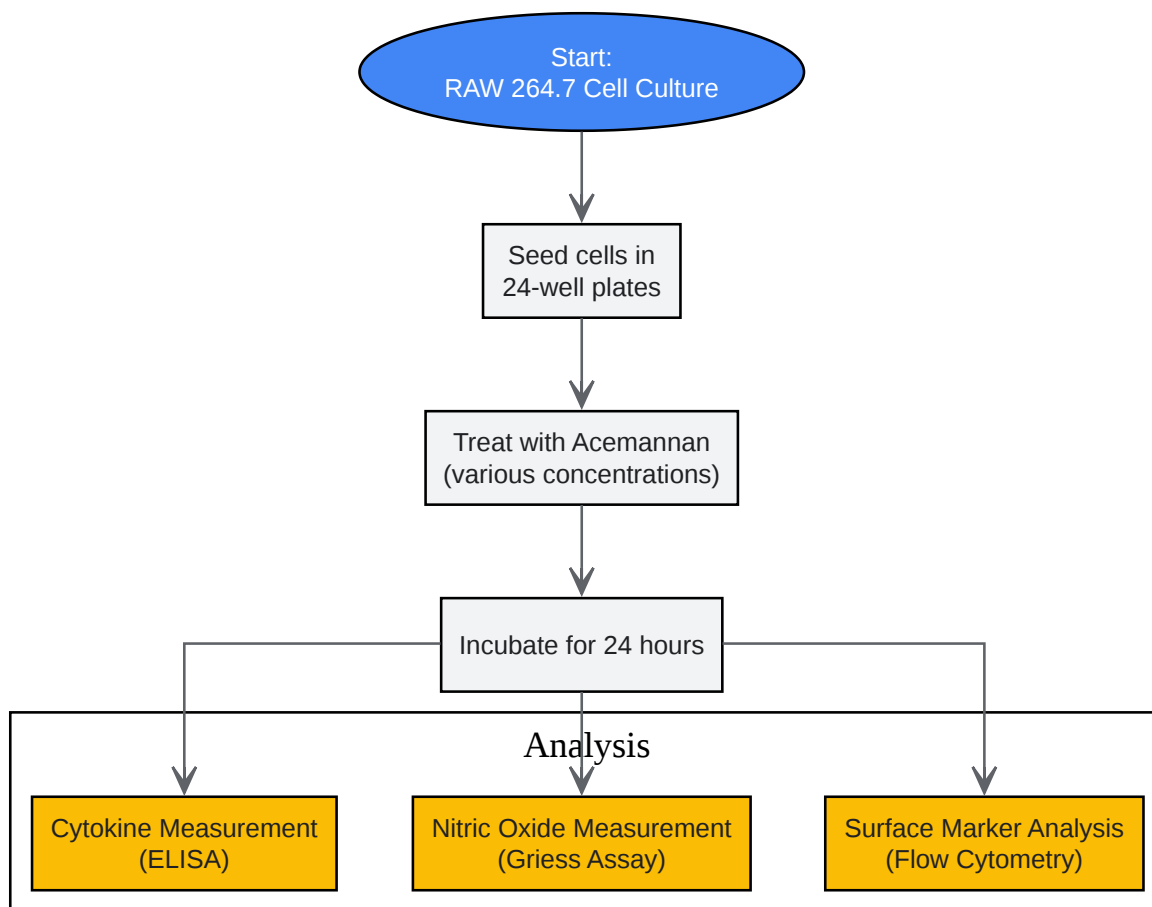 Start:
RAW 264.7 Cell Culture
Seed cells in
24-well plates
Treat with Acemannan
(various concentrations)
Incubate for 24 hours
Analysis
Cytokine Measurement
(ELISA)
Nitric Oxide Measurement
(Griess Assay)
Surface Marker Analysis
(Flow Cytometry)